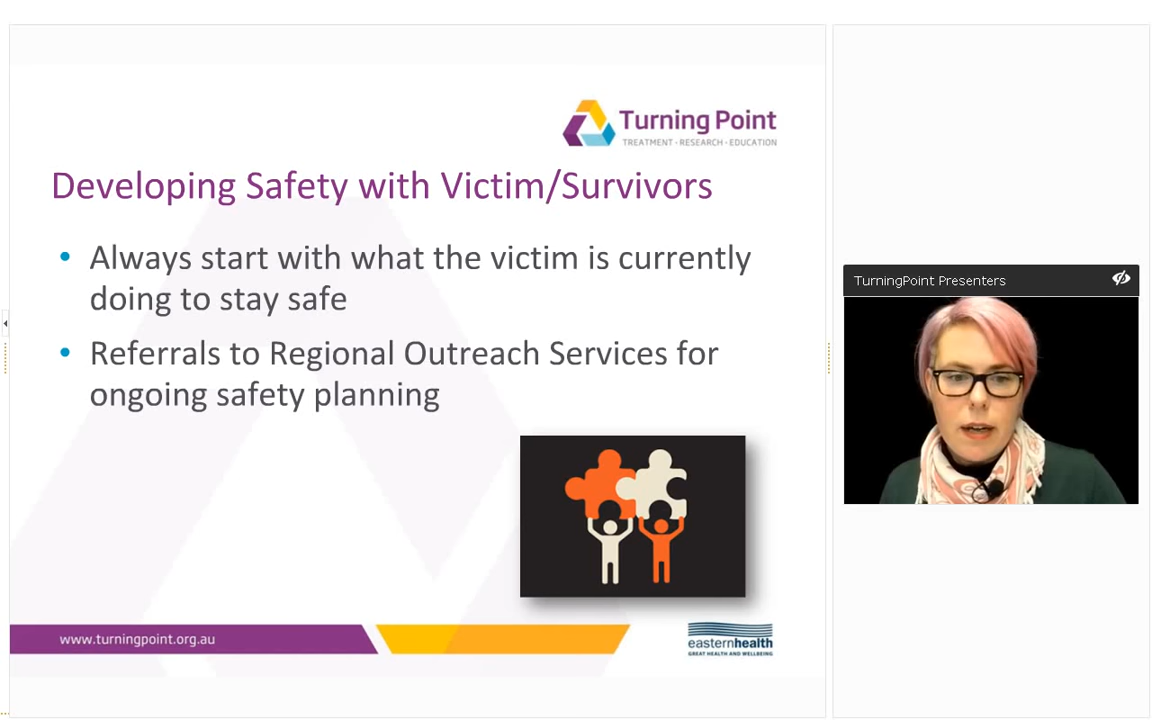 Turning Point
TREATMENT • RESEARCH • EDUCATION
Developing Safety with Victim/Survivors
• Always start with what the victim is currently
doing to stay safe
• Referrals to Regional Outreach Services for
ongoing safety planning
TurningPoint Presenters
www.turningpoint.org.au
easternhealth
GREAT HEALTH AND WELLBEING